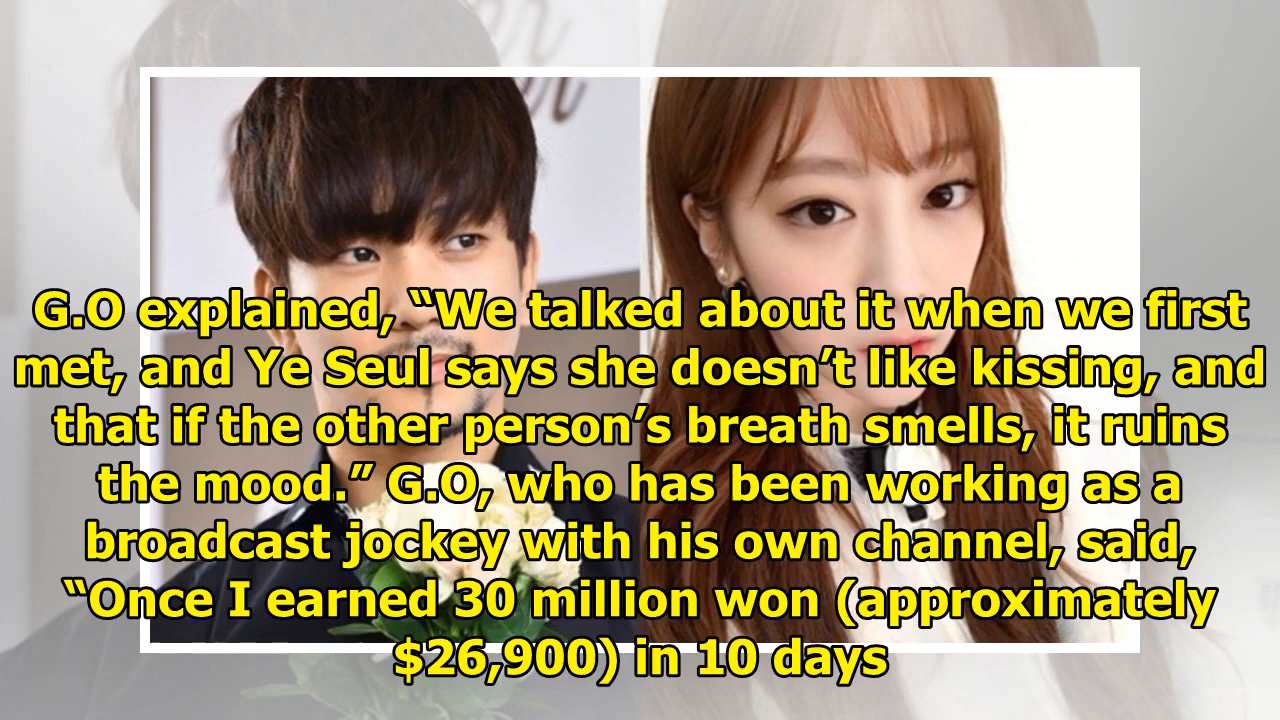 G.O explained, “We talked about it when we first
met, and Ye Seul says she doesn’t like kissing, and
that if the other person’s breath smells, it ruins
the mood.” G.O, who has been working as a
broadcast jockey with his own channel, said,
“Once I earned 30 million won (approximately
$26,900) in 10 days